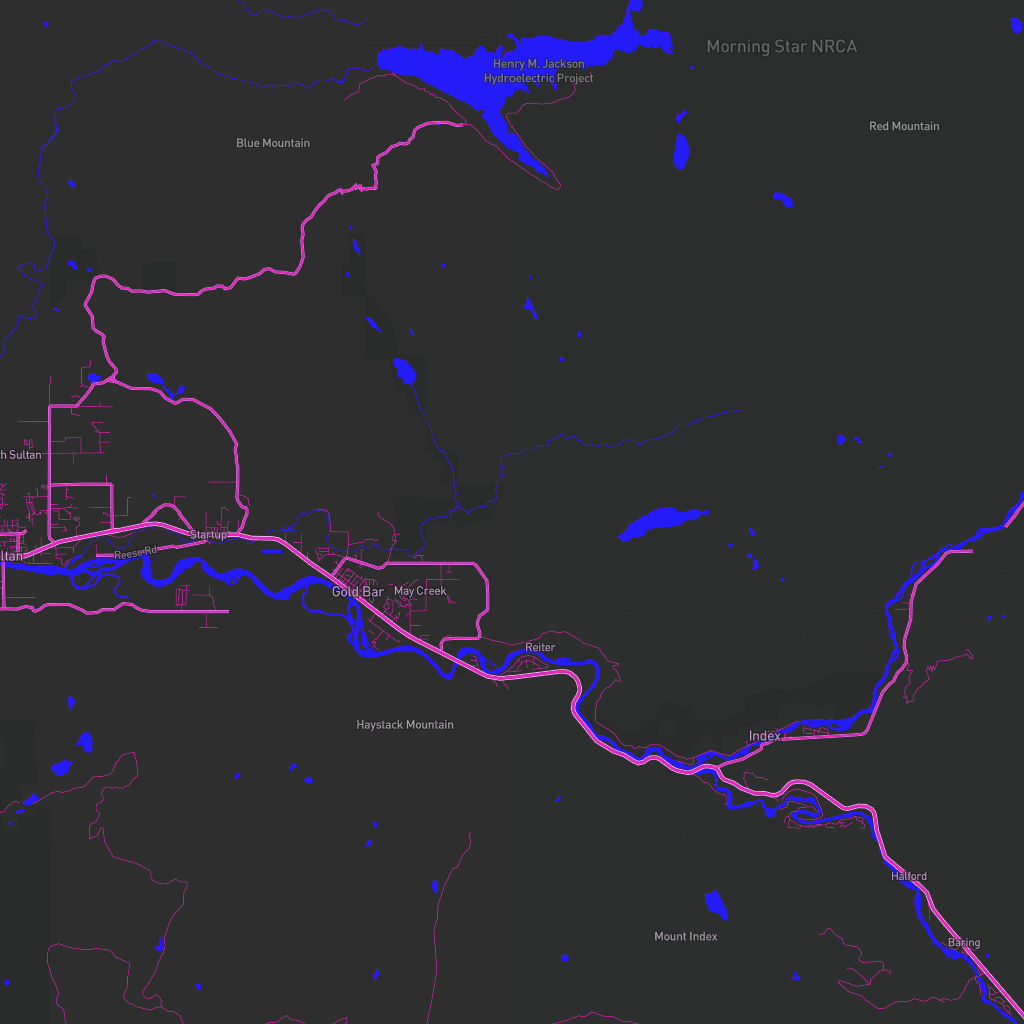 Morning Star NRCA
Henry M. Jackson
Hydroelectric Project
Red Mountain
Blue Mountain
h Sultan
Startup
Reese Rd
ltan
Gold Bar
May Creek
Reiter
Haystack Mountain
Index
Halford
Mount Index
Baring